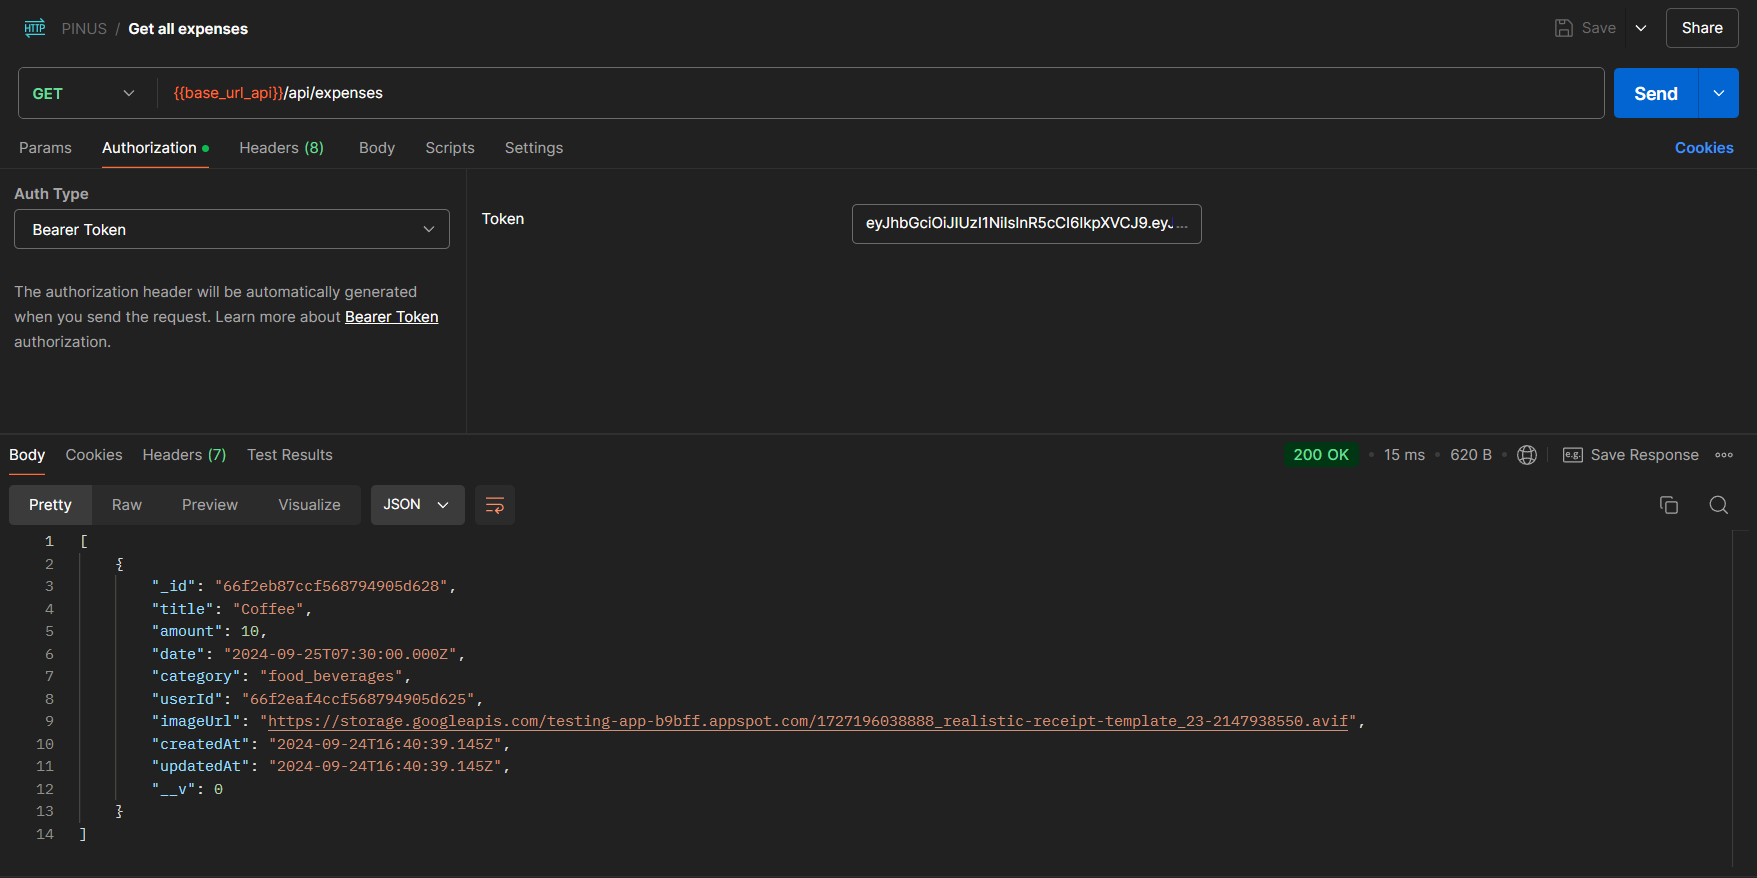 HTTP PINUS / Get all expenses Save Share
GET {{base_url_api}}/api/expenses Send
Params Authorization Headers (8) Body Scripts Settings Cookies
Auth Type
Bearer Token
Token
eyJhbGciOiJIUzI1NiIsInR5cCI6IkpXVCJ9.eyJ...
The authorization header will be automatically generated
when you send the request. Learn more about Bearer Token
authorization.
Body Cookies Headers (7) Test Results 200 OK • 15 ms • 620 B • e.g. Save Response
Pretty Raw Preview Visualize JSON
1 [
2 {
3 "_id": "66f2eb87ccf568794905d628",
4 "title": "Coffee",
5 "amount": 10,
6 "date": "2024-09-25T07:30:00.000Z",
7 "category": "food_beverages",
8 "userId": "66f2eaf4ccf568794905d625",
9 "imageUrl": "https://storage.googleapis.com/testing-app-b9bff.appspot.com/1727196038888_realistic-receipt-template_23-2147938550.avif",
10 "createdAt": "2024-09-24T16:40:39.145Z",
11 "updatedAt": "2024-09-24T16:40:39.145Z",
12 "__v": 0
13 }
14 ]